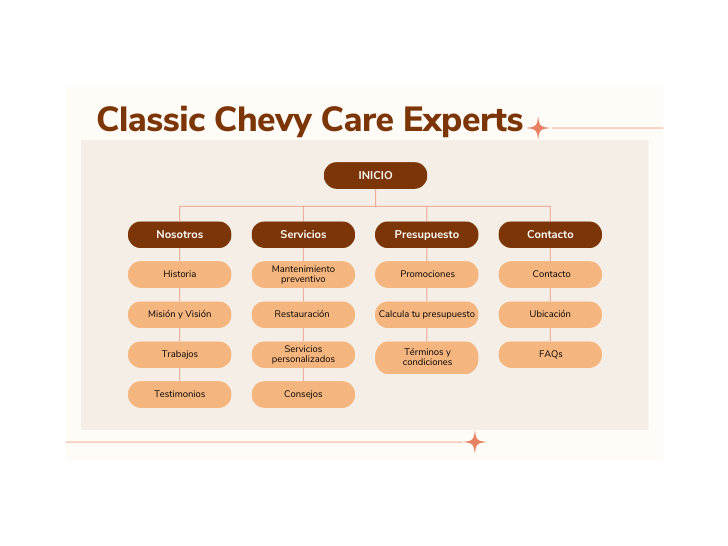 Classic Chevy Care Experts
INICIO
Nosotros
Servicios
Presupuesto
Contacto
Historia
Mantenimiento
preventivo
Promociones
Contacto
Misión y Visión
Restauración
Calcula tu presupuesto
Ubicación
Trabajos
Servicios
personalizados
Términos y
condiciones
FAQs
Testimonios
Consejos